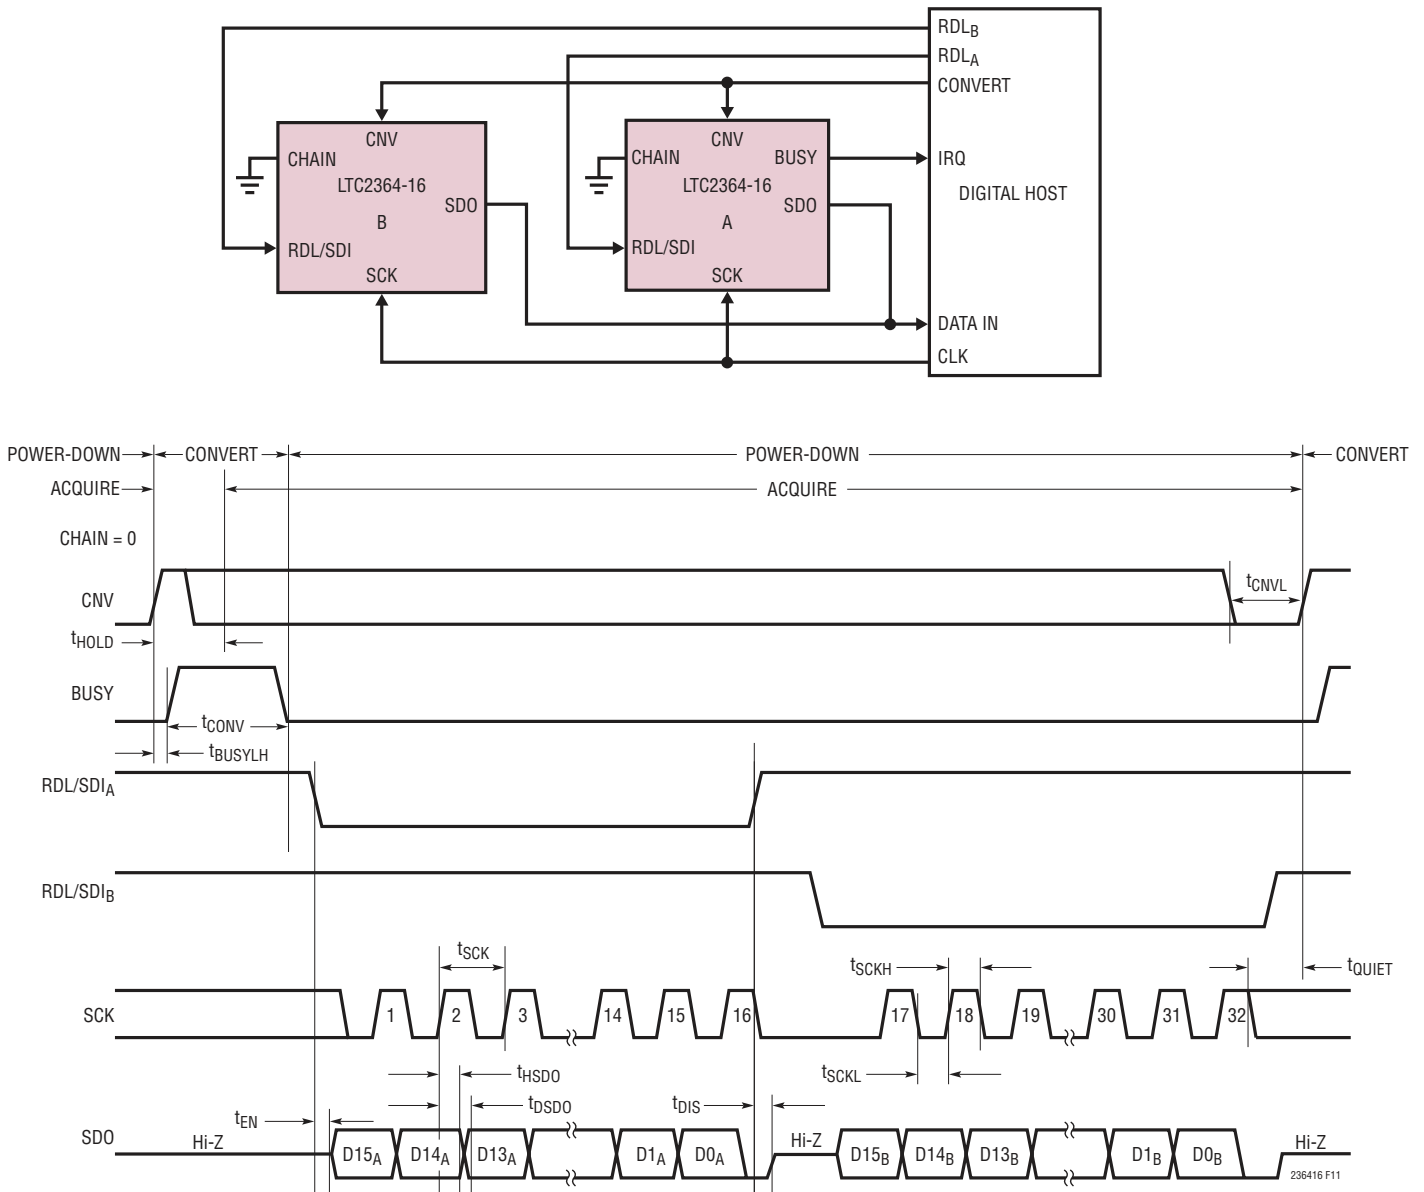 RDLB
RDLA
CONVERT
CNV
CNV
CHAIN
CHAIN
BUSY
IRQ
LTC2364-16
LTC2364-16
DIGITAL HOST
SDO
SDO
B
A
RDL/SDI
RDL/SDI
SCK
SCK
DATA IN
CLK
POWER-DOWN
CONVERT
POWER-DOWN
CONVERT
ACQUIRE
ACQUIRE
CHAIN = 0
CNV
tCNVL
tHOLD
BUSY
tCONV
tBUSYLH
RDL/SDIA
RDL/SDIB
tSCK
tSCKH
tQUIET
SCK
1
2
3
14
15
16
17
18
19
30
31
32
tHSDO
tSCKL
tDSDO
tDIS
tEN
SDO
Hi-Z
D15A
D14A
D13A
D1A
D0A
Hi-Z
D15B
D14B
D13B
D1B
D0B
Hi-Z
236416 F11